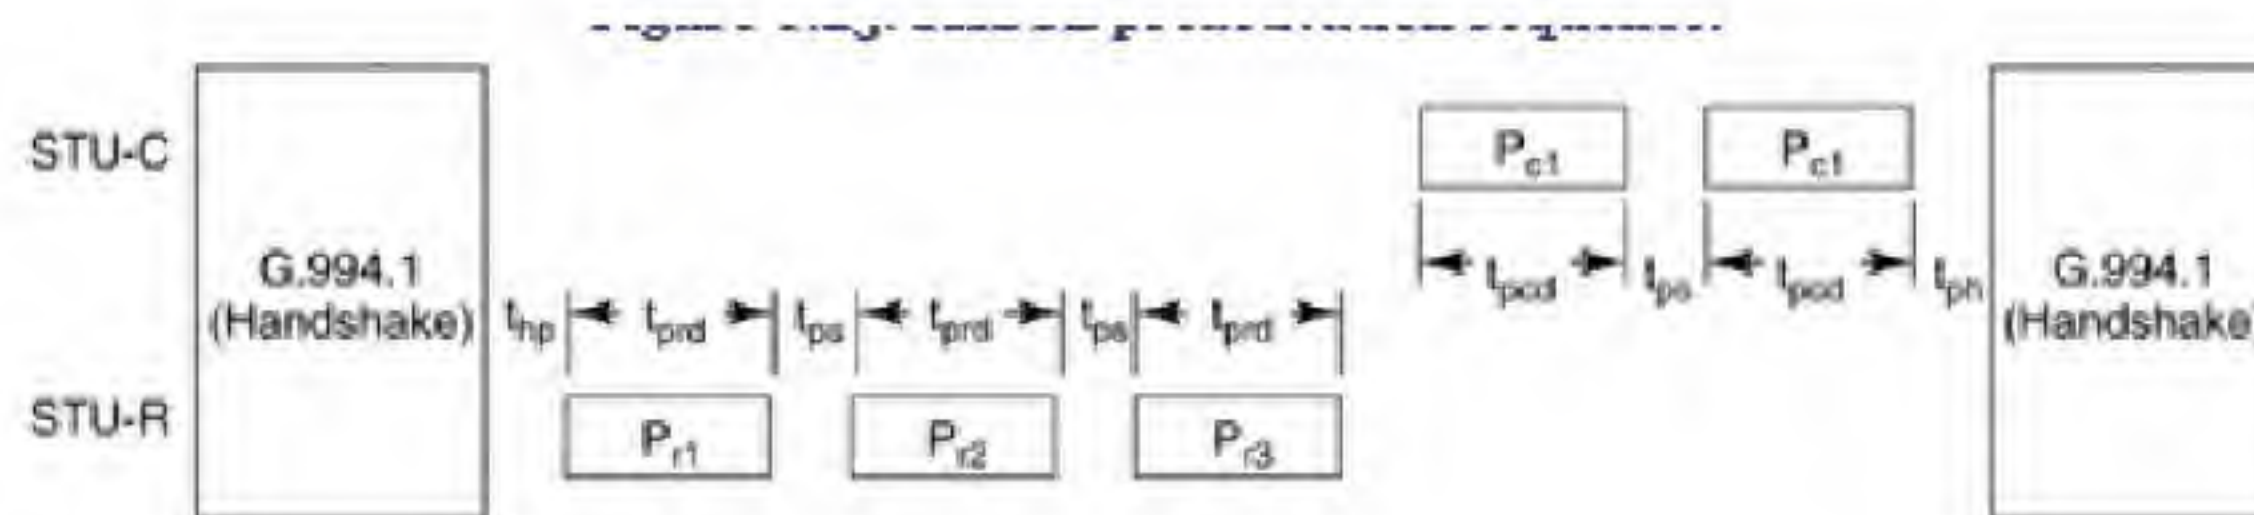 STU-C
P_c1
P_c1
G.994.1
(Handshake)
t_hp
t_prd
t_ps
t_prd
t_ps
t_prd
t_pcd
t_ps
t_pcd
t_ph
G.994.1
(Handshake)
STU-R
P_r1
P_r2
P_r3